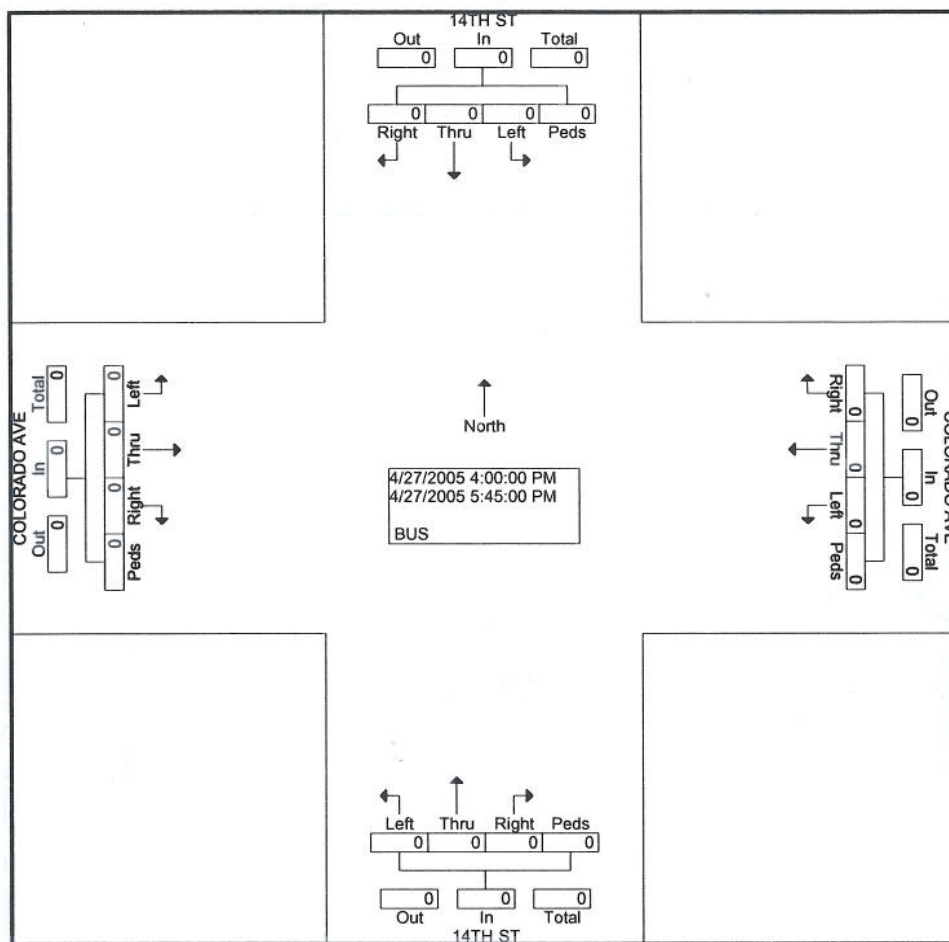 14TH ST
Out In Total
0 0 0
0 0 0 0
Right Thru Left Peds
COLORADO AVE
Total In Out
0 0 0
0 0 0 0
Left Thru Right Peds
North
4/27/2005 4:00:00 PM
4/27/2005 5:45:00 PM
BUS
Right Thru Left Peds
0 0 0 0
0 0 0
Out In Total
COLORADO AVE
Left Thru Right Peds
0 0 0 0
0 0 0
Out In Total
14TH ST